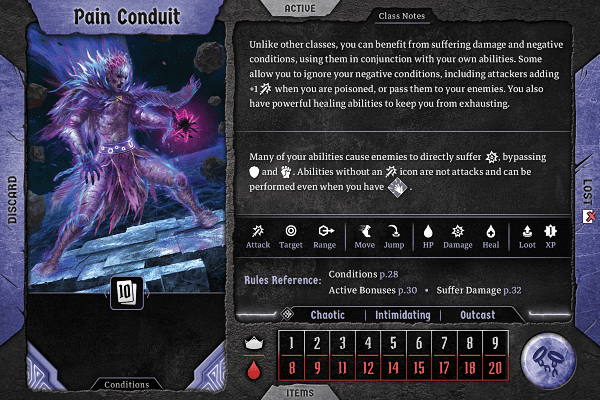 Pain Conduit
ACTIVE
Class Notes
Unlike other classes, you can benefit from suffering damage and negative
conditions, using them in conjunction with your own abilities. Some
allow you to ignore your negative conditions, including attackers adding
+1 when you are poisoned, or pass them to your enemies. You also
have powerful healing abilities to keep you from exhausting.
Many of your abilities cause enemies to directly suffer , bypassing
and . Abilities without an icon are not attacks and can be
performed even when you have .
Attack Target Range Move Jump HP Damage Heal Loot XP
Rules Reference: Conditions p.28
Active Bonuses p.30 • Suffer Damage p.32
Chaotic | Intimidating | Outcast
1 2 3 4 5 6 7 8 9
8 9 11 12 14 15 17 18 20
10
Conditions
DISCARD
LOST
ITEMS